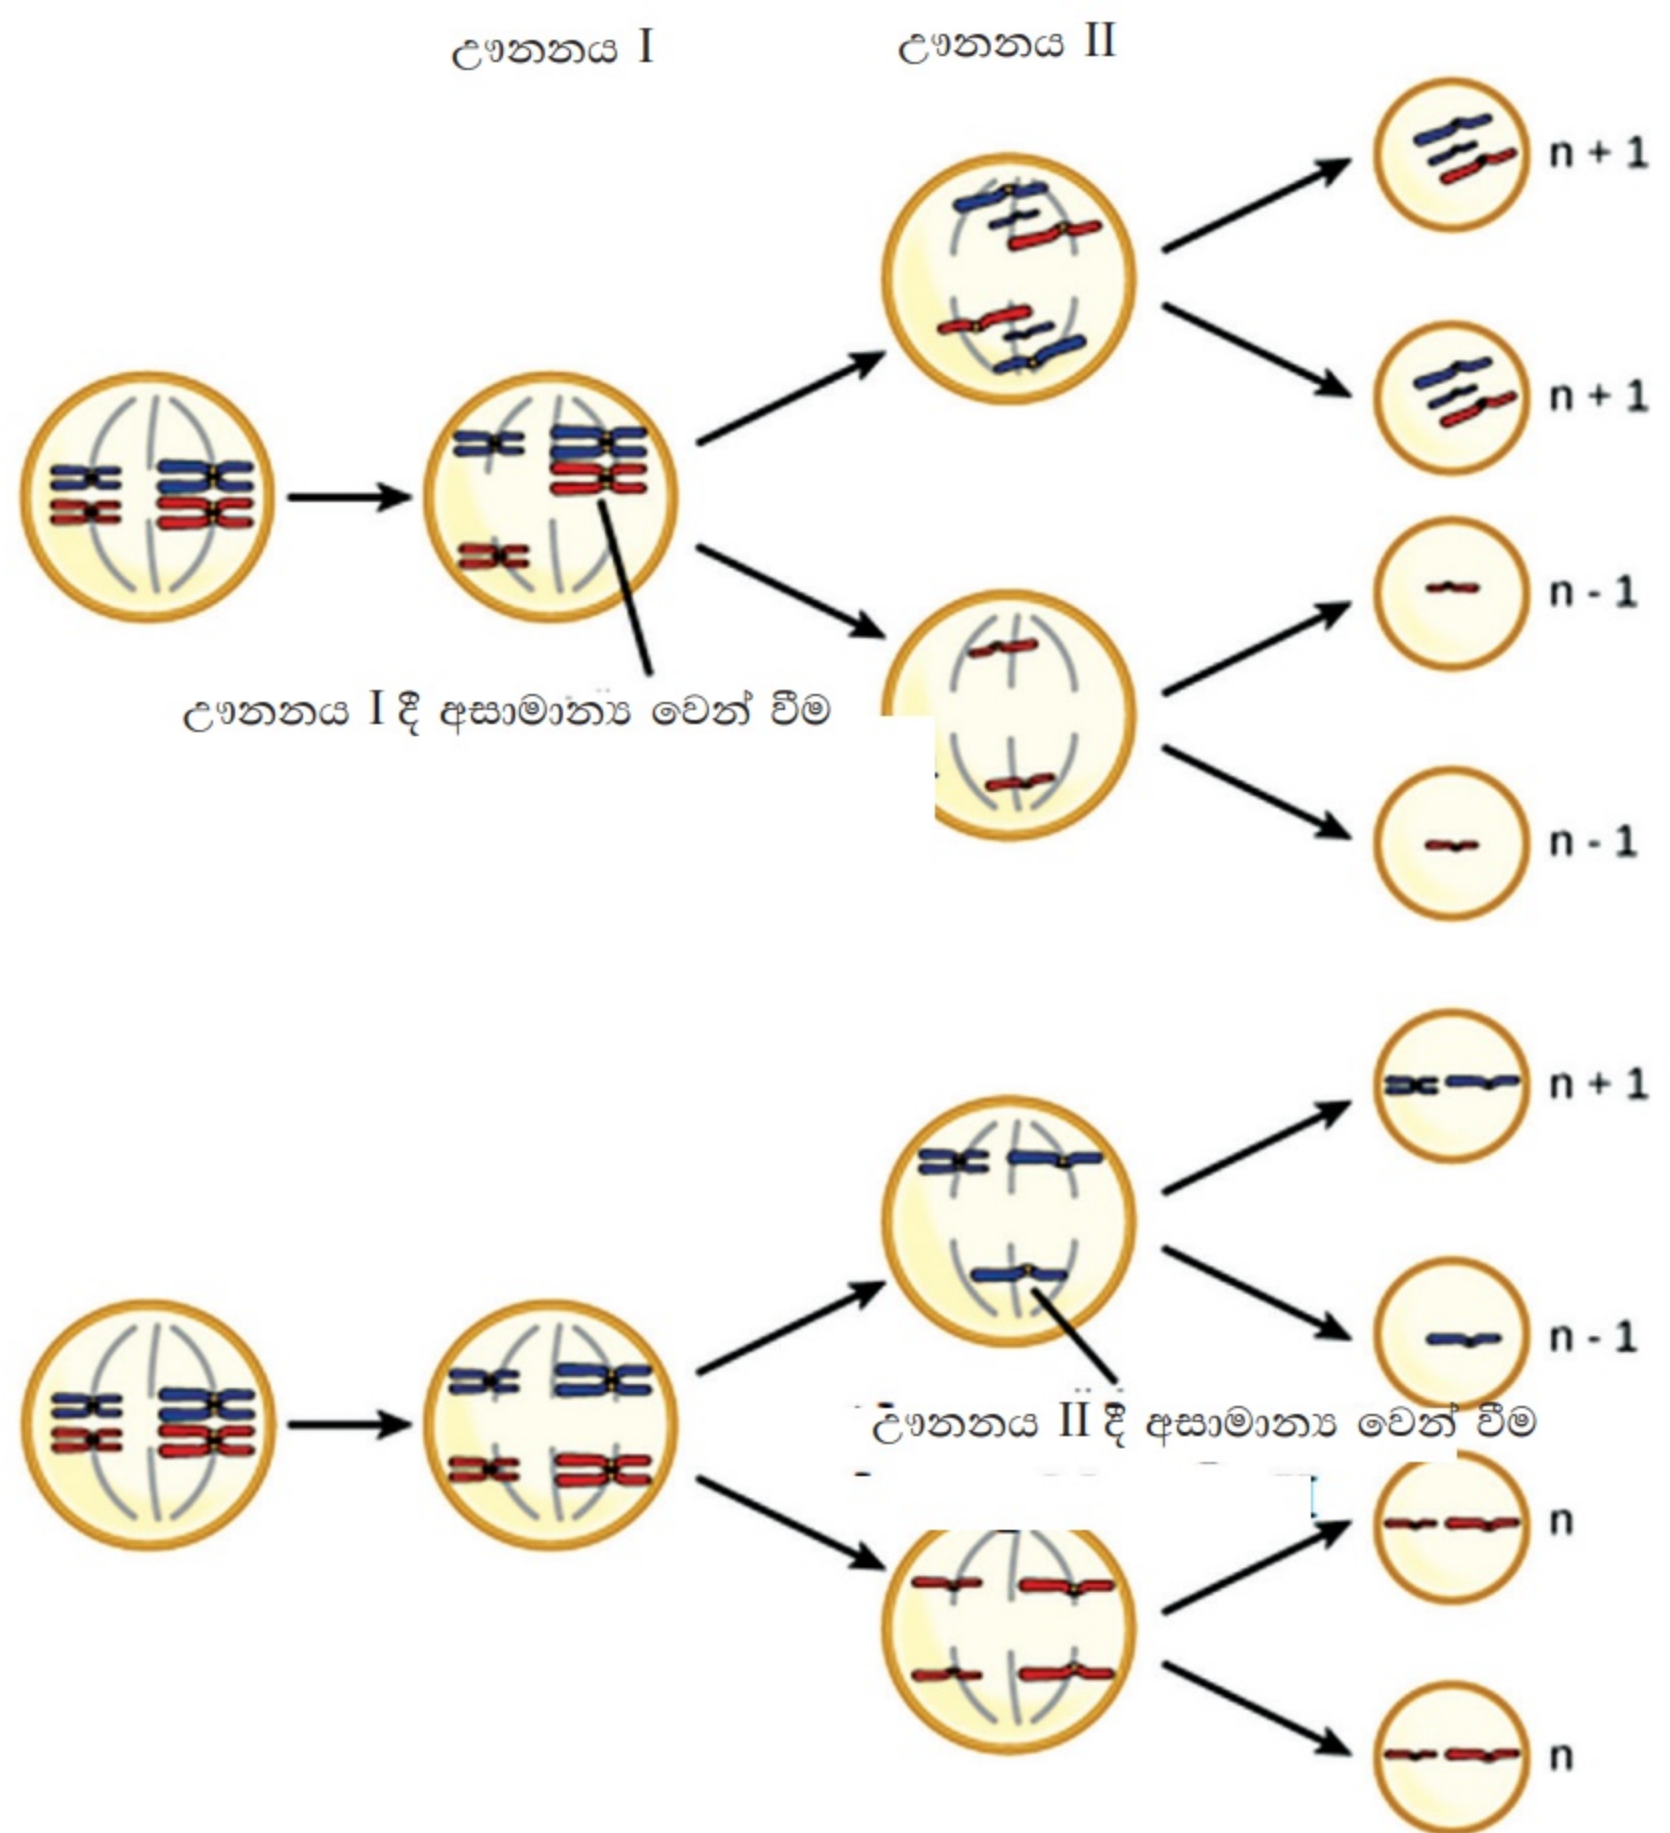 ඌනනය I
ඌනනය II
n + 1
n + 1
n - 1
ඌනනය I දී අසාමාන්‍ය වෙන් වීම
n - 1
n + 1
n - 1
ඌනනය II දී අසාමාන්‍ය වෙන් වීම
n
n